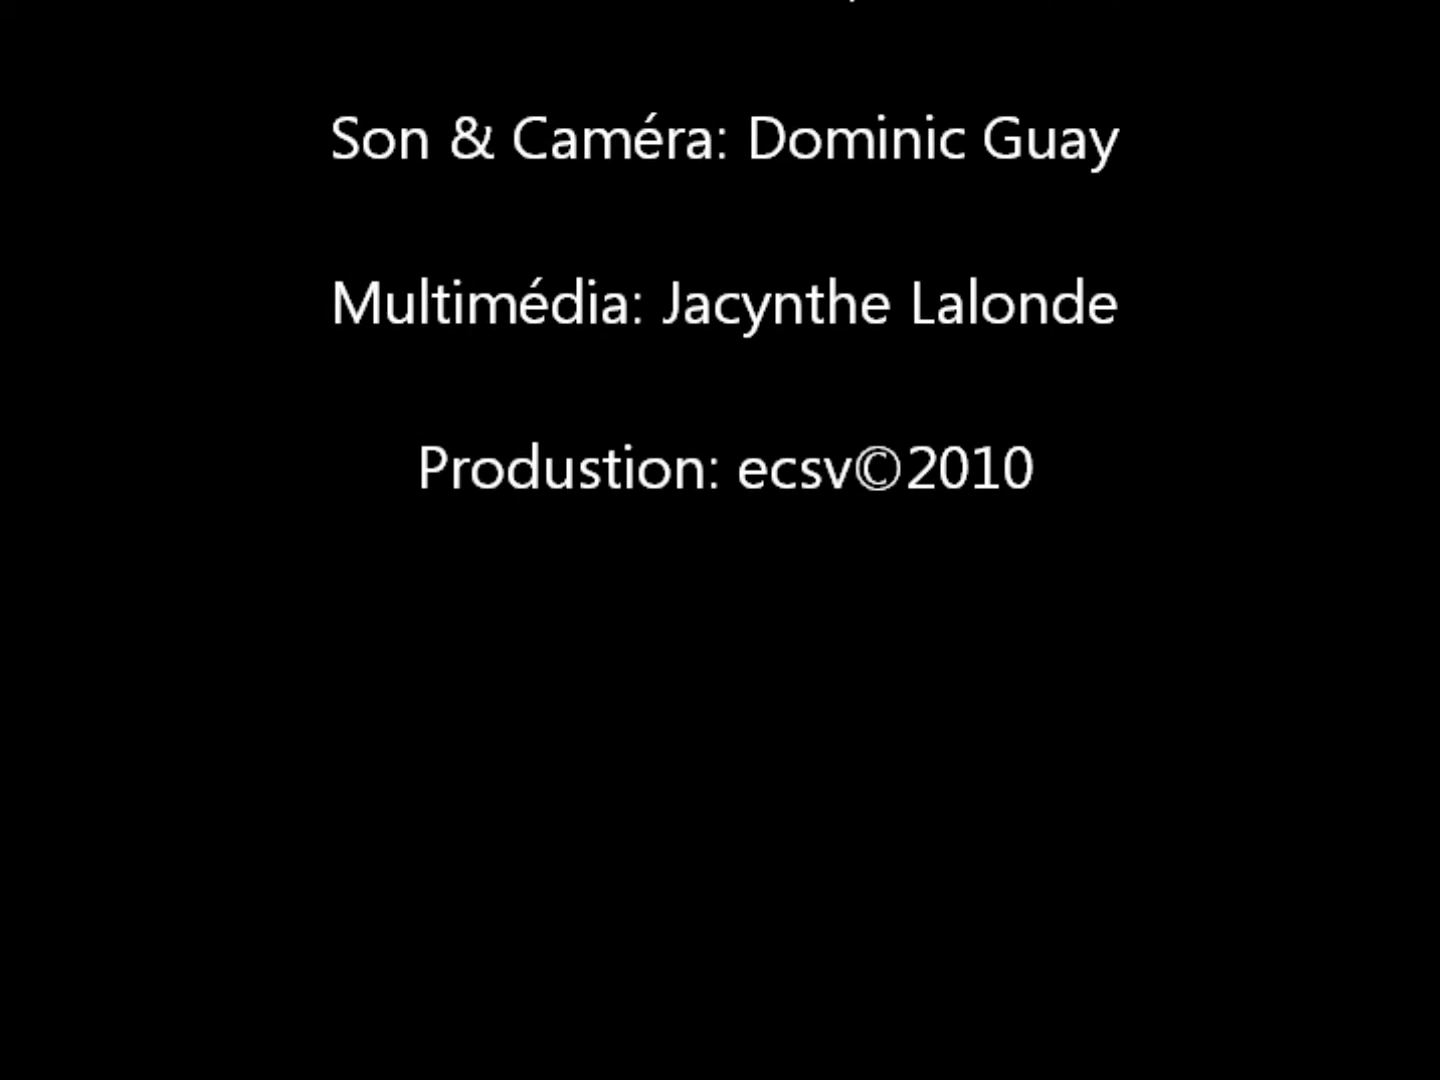 Son & Caméra: Dominic Guay
Multimédia: Jacynthe Lalonde
Produstion: ecsv©2010